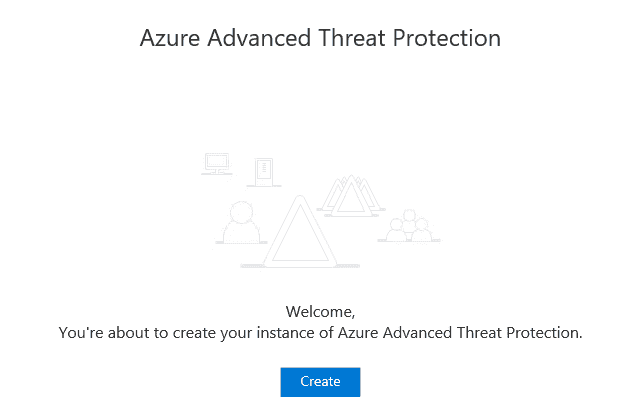 Azure Advanced Threat Protection
Welcome,
You're about to create your instance of Azure Advanced Threat Protection.
Create